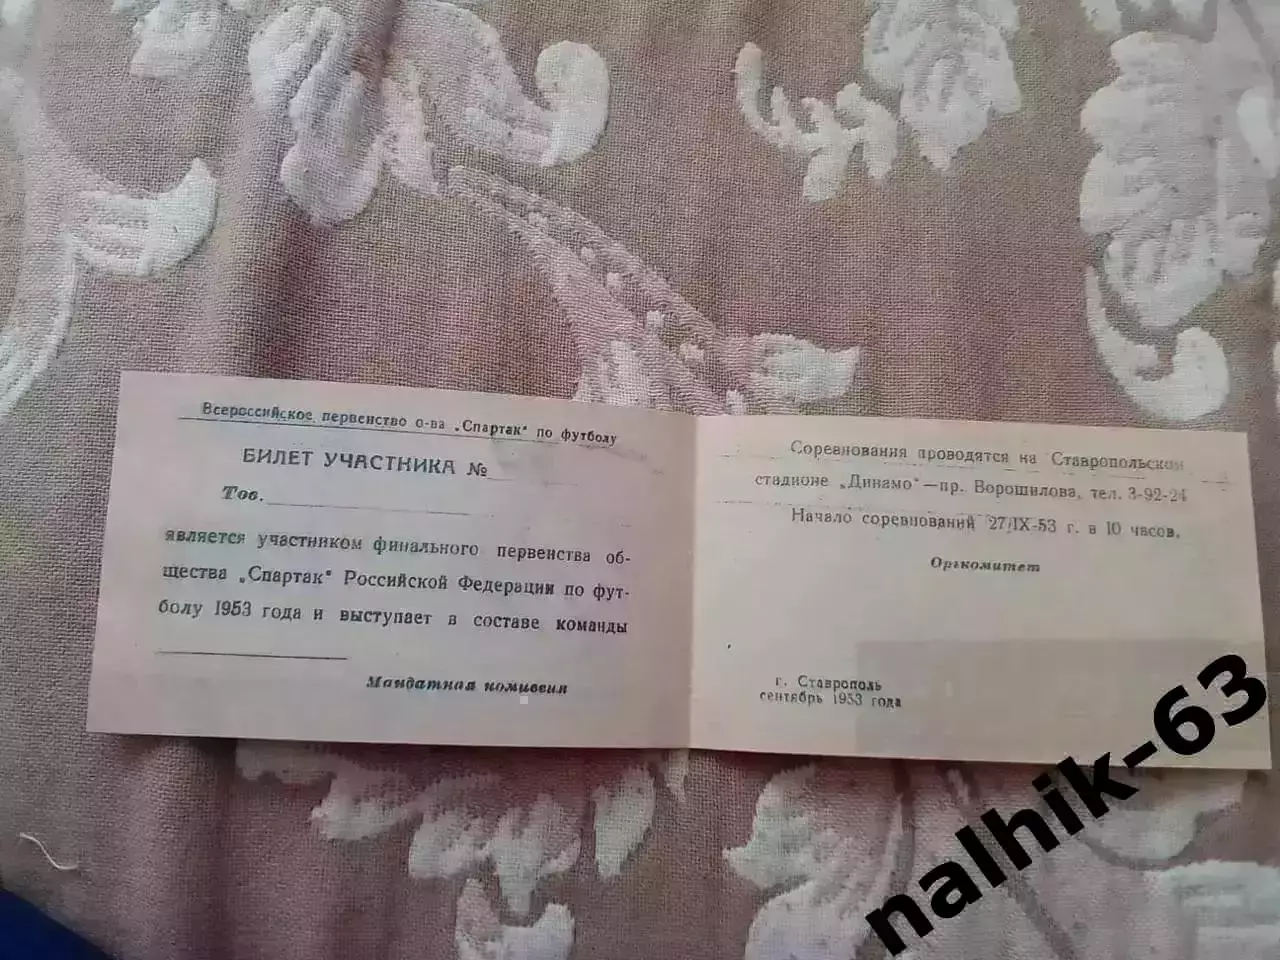 Всероссийское первенство о-ва „Спартак" по футболу
БИЛЕТ УЧАСТНИКА №
Тов.
является участником финального первенства об-
щества „Спартак" Российской Федерации по фут-
болу 1953 года и выступает в составе команды
Мандатная комиссия
Соревнования проводятся на Ставропольском
стадионе „Динамо"—пр. Ворошилова, тел. 3-92-24
Начало соревнований 27/IX-53 г. в 10 часов.
Оргкомитет
г. Ставрополь
сентябрь 1953 года
nalhik-63